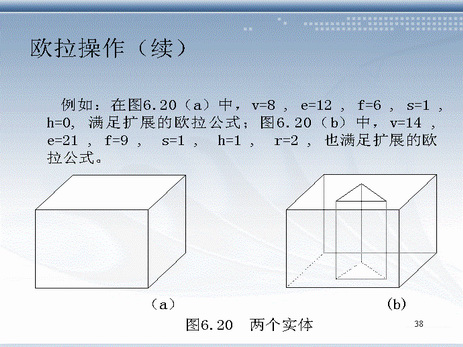 欧拉操作（续）
例如：在图6.20（a）中，v=8 , e=12 , f=6 , s=1 ,
h=0, 满足扩展的欧拉公式；图6.20（b）中，v=14 ,
e=21 , f=9 , s=1 , h=1 , r=2 , 也满足扩展的欧
拉公式。
（a） (b)
图6.20 两个实体
38